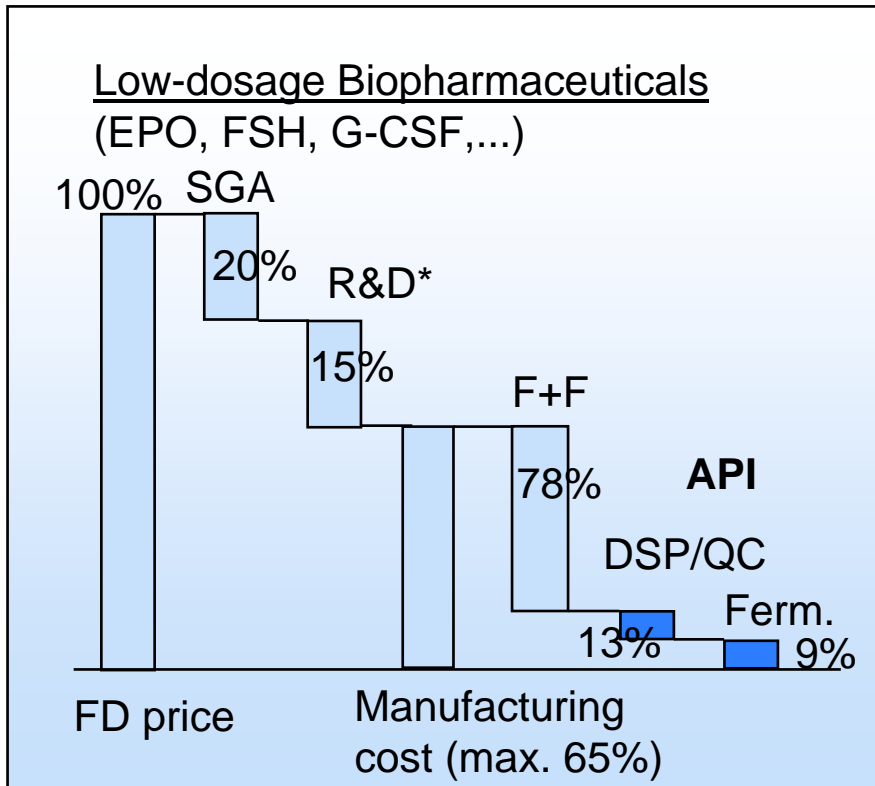 Low-dosage Biopharmaceuticals
(EPO, FSH, G-CSF,...)
100%
SGA
20%
R&D*
15%
F+F
78%
API
DSP/QC
13%
Ferm.
9%
FD price
Manufacturing
cost (max. 65%)